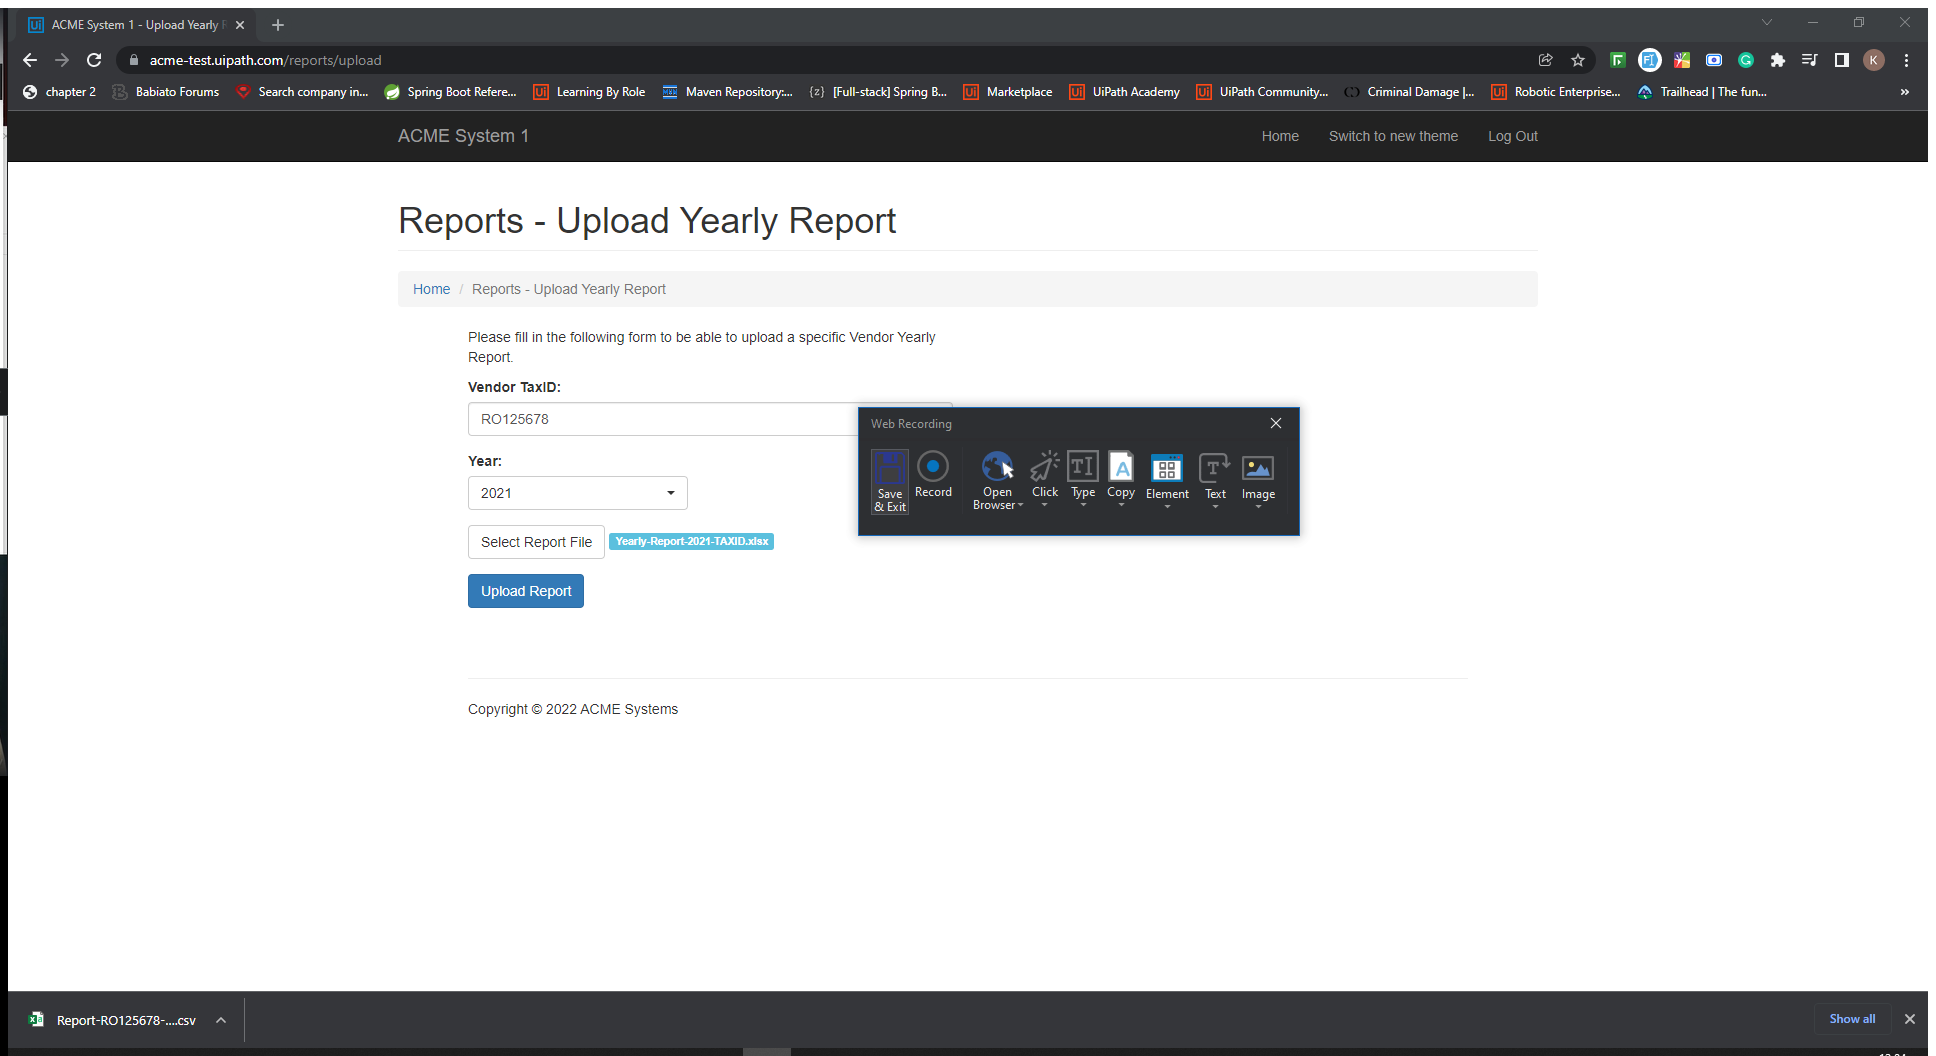 ACME System 1 - Upload Yearly
acme-test.uipath.com/reports/upload
K
chapter 2 Babiato Forums Search company in... Spring Boot Refere... Learning By Role Maven Repository:... {2} [Full-stack] Spring B... Marketplace UiPath Academy UiPath Community... Criminal Damage |... Robotic Enterprise... Trailhead | The fun... »
ACME System 1 Home Switch to new theme Log Out
Reports - Upload Yearly Report
Home / Reports - Upload Yearly Report
Please fill in the following form to be able to upload a specific Vendor Yearly
Report.
Vendor TaxID:
RO125678
Web Recording
Save
& Exit
Record
Open
Browser
Click
Type
Copy
Element
Text
Image
Year:
2021
Select Report File Yearly-Report-2021-TAXID.xlsx
Upload Report
Copyright © 2022 ACME Systems
Report-RO125678-....csv Show all